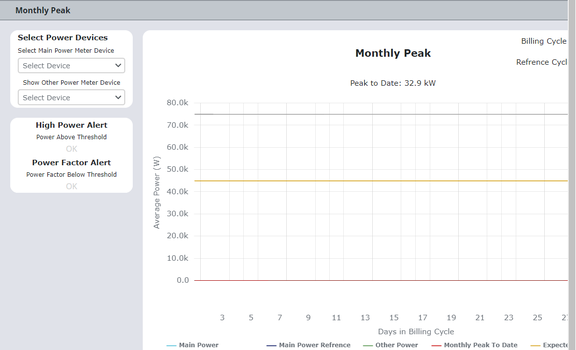 Monthly Peak
Select Power Devices
Select Main Power Meter Device
Select Device
Show Other Power Meter Device
Select Device
High Power Alert
Power Above Threshold
OK
Power Factor Alert
Power Factor Below Threshold
OK
Billing Cycle
Monthly Peak
Refrence Cycl
Peak to Date: 32.9 kW
80.0k
70.0k
60.0k
50.0k
40.0k
30.0k
20.0k
10.0k
0.0
Average Power (W)
3 5 7 9 11 13 15 17 19 21 23 25 2
Days in Billing Cycle
Main Power Main Power Refrence Other Power Monthly Peak To Date Expecte